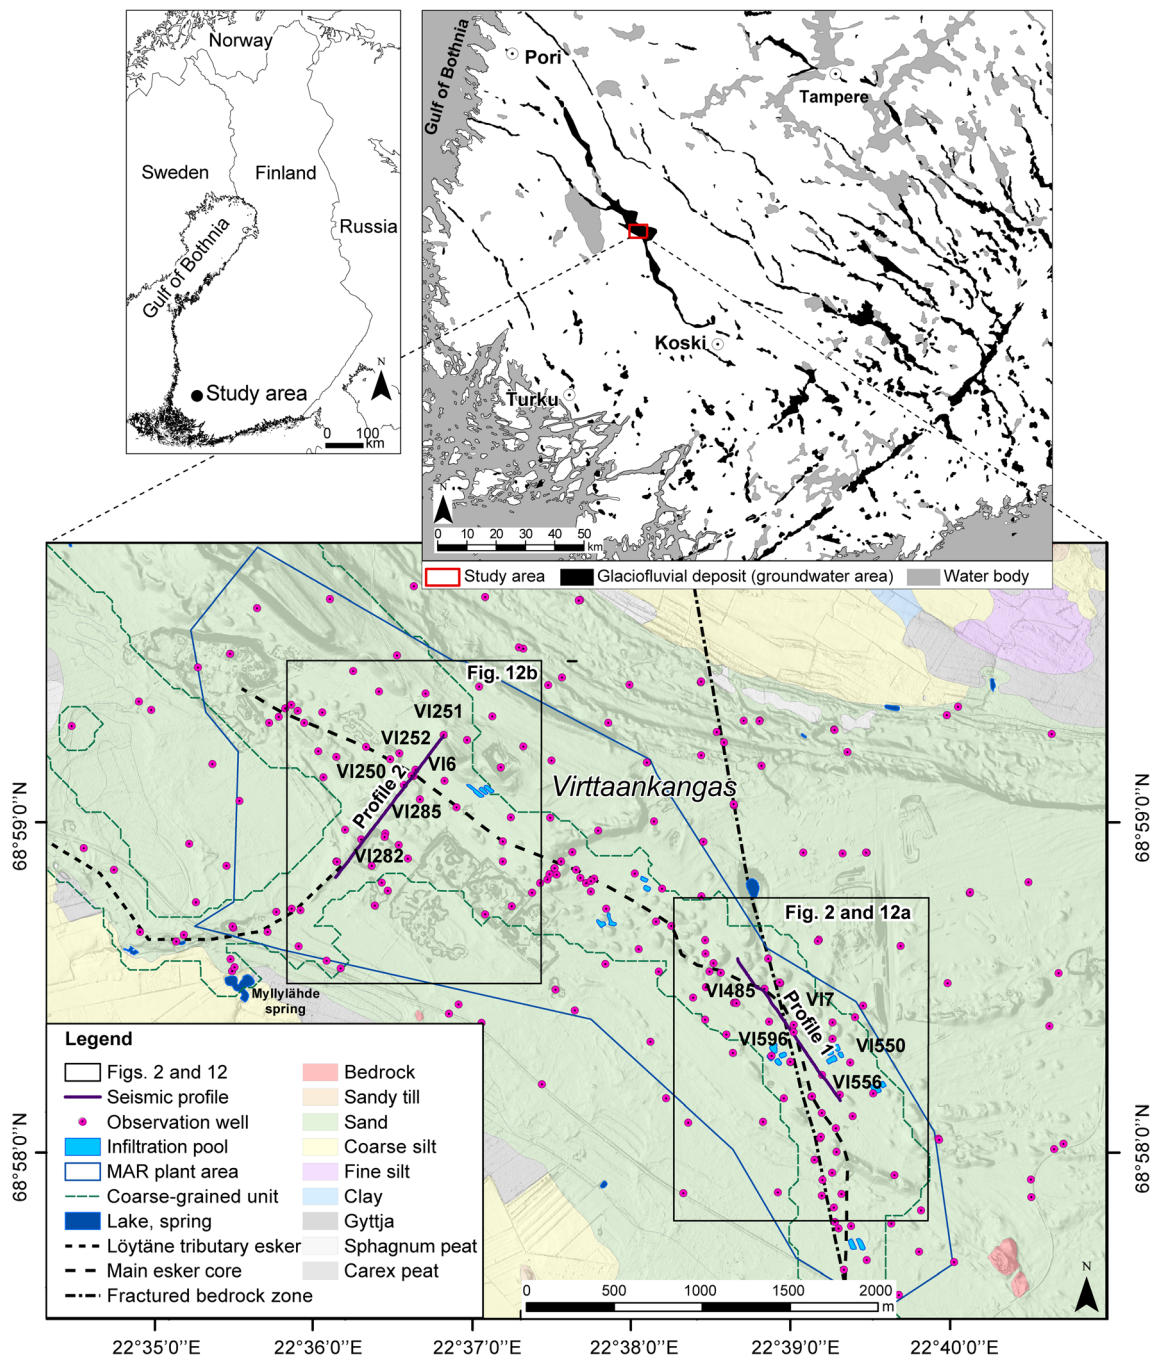 Norway
Sweden
Finland
Russia
Gulf of Bothnia
Study area
N
0 100
km
Gulf of Bothnia
Pori
Tampere
Koski
Turku
N
0 10 20 30 40 50
km
Study area
Glaciofluvial deposit (groundwater area)
Water body
Fig. 12b
VI251
VI252
VI6
VI250
Profile 2
VI285
VI282
Virttaankangas
Fig. 2 and 12a
VI485
VI7
Profile 1
VI596
VI550
VI556
Myllylähde
spring
68°59'0''N
68°58'0''N
68°59'0''N
68°58'0''N
Legend
Figs. 2 and 12
Seismic profile
Observation well
Infiltration pool
MAR plant area
Coarse-grained unit
Lake, spring
Löytäne tributary esker
Main esker core
Fractured bedrock zone
Bedrock
Sandy till
Sand
Coarse silt
Fine silt
Clay
Gyttja
Sphagnum peat
Carex peat
0 500 1000 1500 2000
m
N
22°35'0''E 22°36'0''E 22°37'0''E 22°38'0''E 22°39'0''E 22°40'0''E